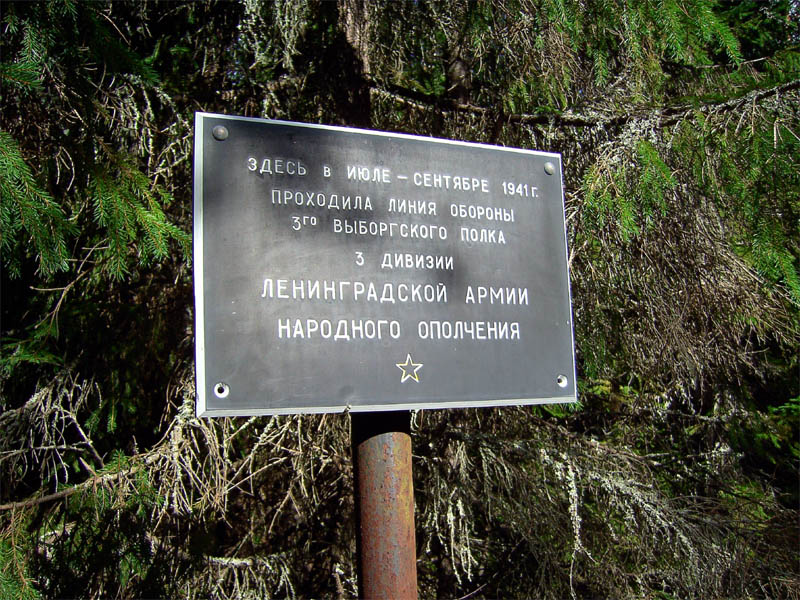 ЗДЕСЬ В ИЮЛЕ – СЕНТЯБРЕ 1941 г.
ПРОХОДИЛА ЛИНИЯ ОБОРОНЫ
3ГО ВЫБОРГСКОГО ПОЛКА
3 ДИВИЗИИ
ЛЕНИНГРАДСКОЙ АРМИИ
НАРОДНОГО ОПОЛЧЕНИЯ